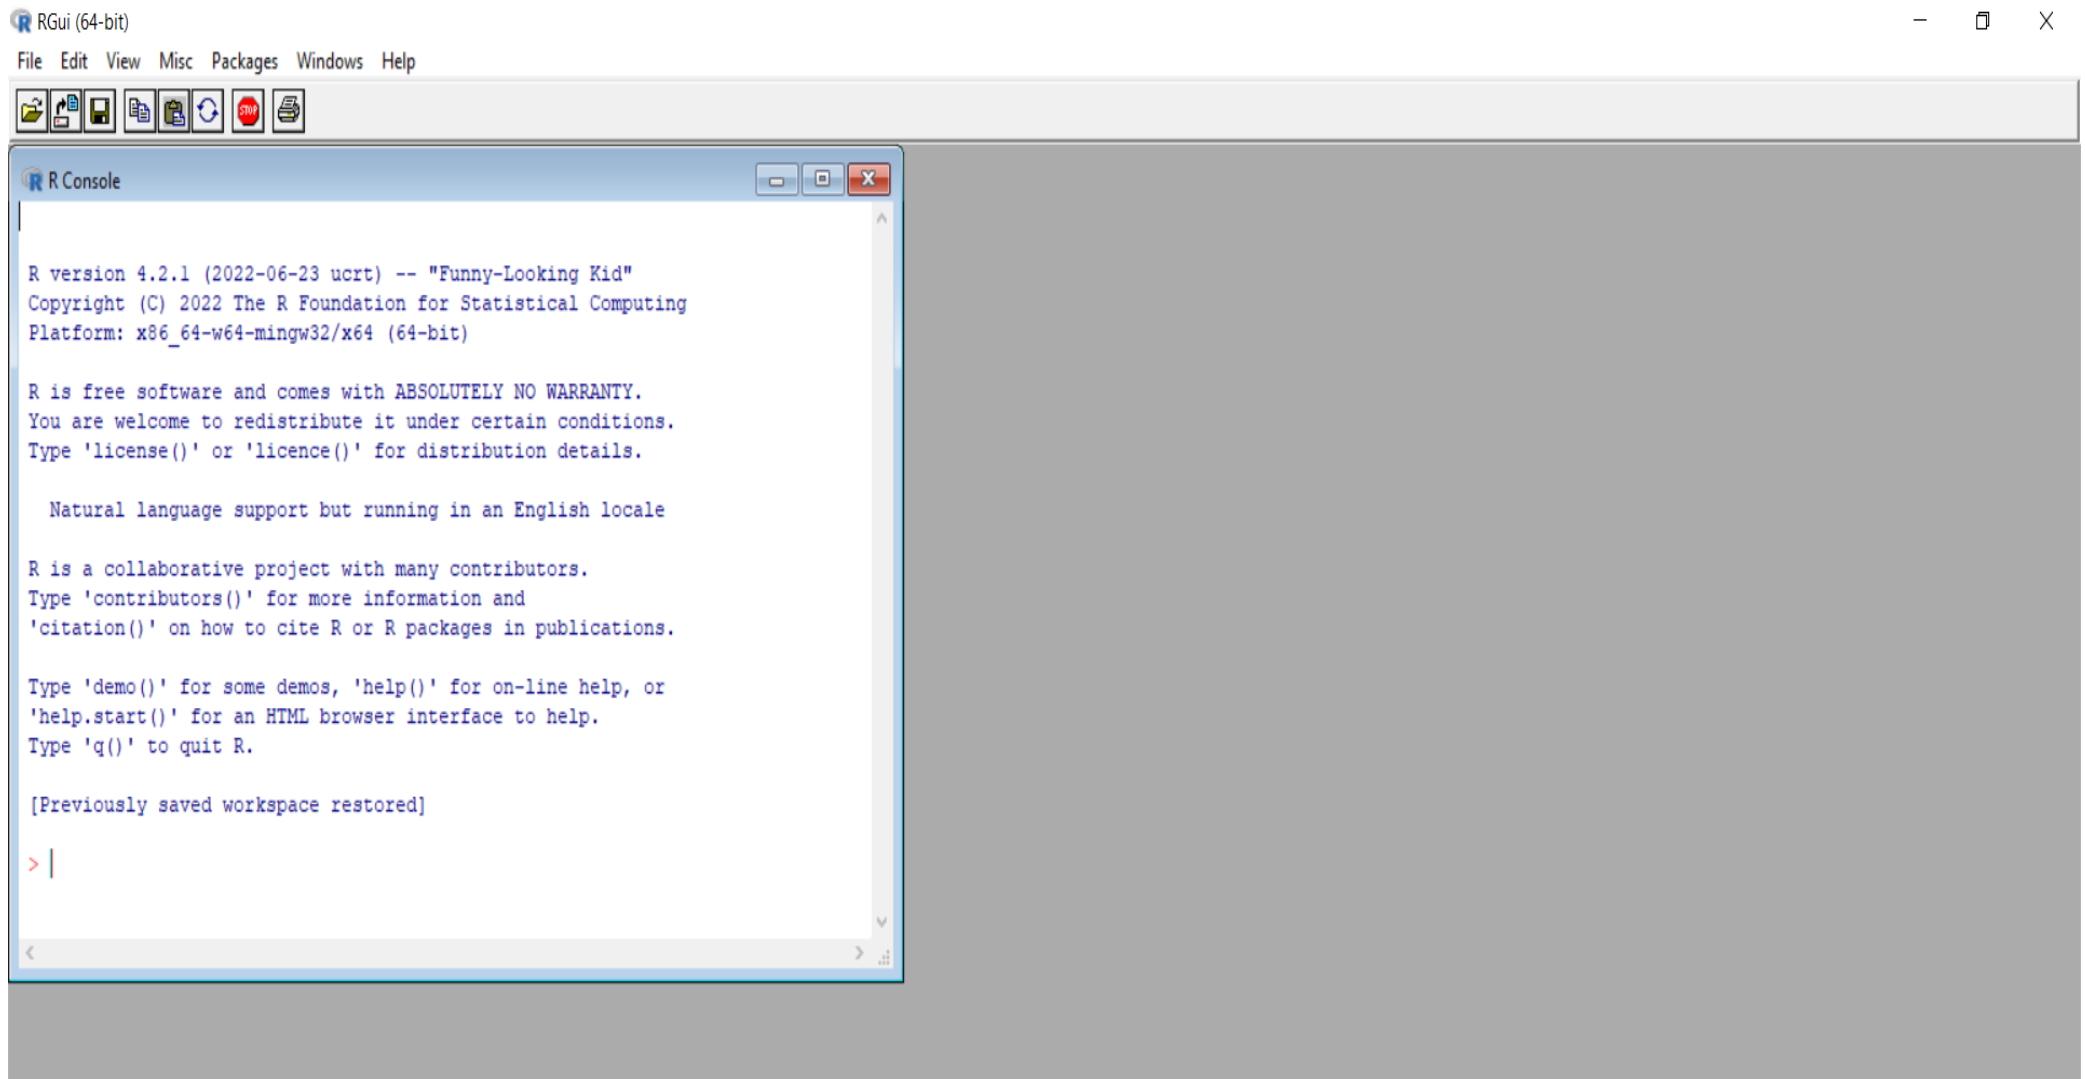 RGui (64-bit)
File Edit View Misc Packages Windows Help
STOP
R Console
R version 4.2.1 (2022-06-23 ucrt) -- "Funny-Looking Kid"
Copyright (C) 2022 The R Foundation for Statistical Computing
Platform: x86_64-w64-mingw32/x64 (64-bit)
R is free software and comes with ABSOLUTELY NO WARRANTY.
You are welcome to redistribute it under certain conditions.
Type 'license()' or 'licence()' for distribution details.
Natural language support but running in an English locale
R is a collaborative project with many contributors.
Type 'contributors()' for more information and
'citation()' on how to cite R or R packages in publications.
Type 'demo()' for some demos, 'help()' for on-line help, or
'help.start()' for an HTML browser interface to help.
Type 'q()' to quit R.
[Previously saved workspace restored]
>